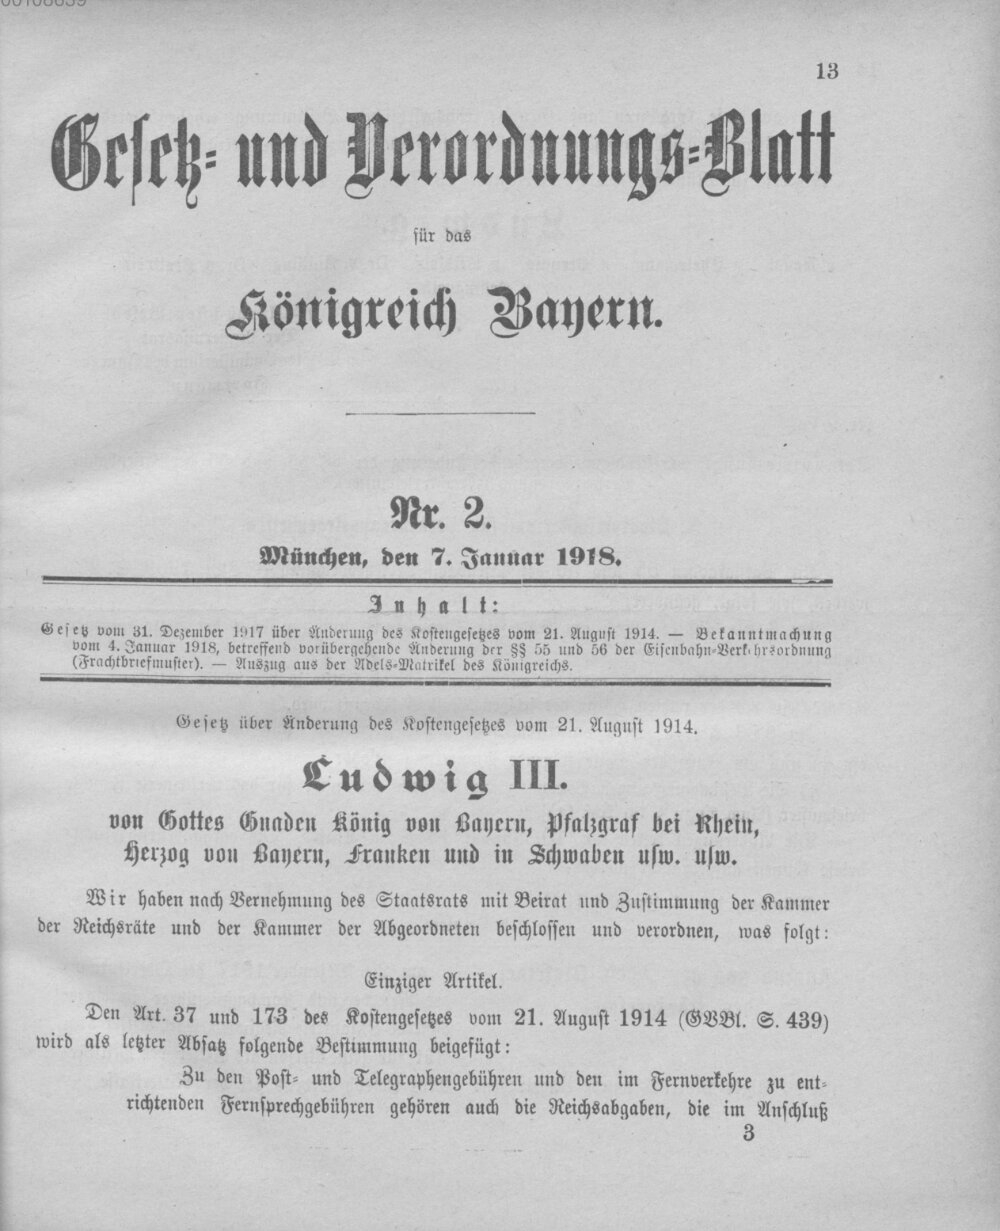 00108639
13
Gesetz- und Verordnungs-Blatt
für das
Königreich Bayern.
Nr. 2.
München, den 7. Januar 1918.
Inhalt:
Gesetz vom 31. Dezember 1917 über Änderung des Kostengesetzes vom 21. August 1914. — Bekanntmachung
vom 4. Januar 1918, betreffend vorübergehende Änderung der §§ 55 und 56 der Eisenbahn-Verkehrsordnung
(Frachtbriefmuster). — Auszug aus der Adels-Matrikel des Königreichs.
Gesetz über Änderung des Kostengesetzes vom 21. August 1914.
Ludwig III.
von Gottes Gnaden König von Bayern, Pfalzgraf bei Rhein,
Herzog von Bayern, Franken und in Schwaben usw. usw.
Wir haben nach Vernehmung des Staatsrats mit Beirat und Zustimmung der Kammer
der Reichsräte und der Kammer der Abgeordneten beschlossen und verordnen, was folgt:
Einziger Artikel.
Den Art. 37 und 173 des Kostengesetzes vom 21. August 1914 (GVBl. S. 439)
wird als letzter Absatz folgende Bestimmung beigefügt:
Zu den Post- und Telegraphengebühren und den im Fernverkehre zu ent-
richtenden Fernsprechgebühren gehören auch die Reichsabgaben, die im Anschluß
3